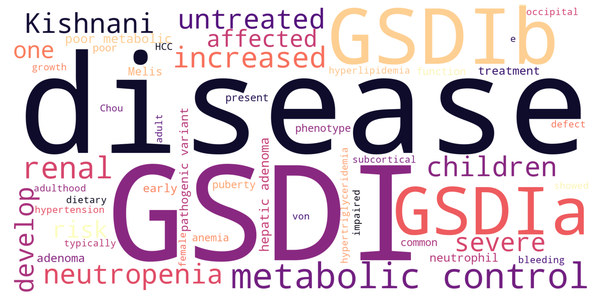 Kishnani
untreated
GSDIb
occipital
one
poor metabolic
HCC
affected
e
poor
increased
growth
Melis
hyperlipidemia
function
treatment
disease
Chou
adult
present
phenotype
defect
pathogenic variant
renal
hepatic adenoma
hypertriglyceridemia
subcortical
children
GSDI
GSDIa
develop
adulthood
early
puberty
dietary
impaired
showed
hypertension
von
risk
female
anemia
common
severe
typically
adenoma
neutrophil
bleeding
neutropenia
metabolic control